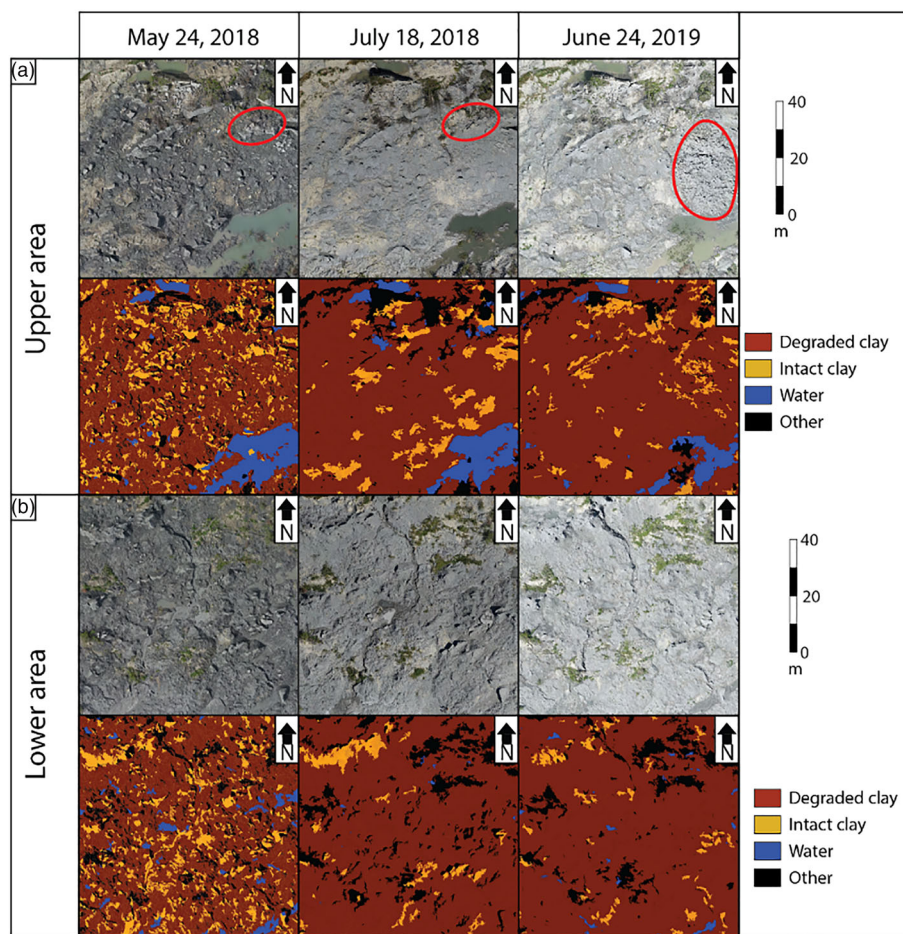 May 24, 2018
July 18, 2018
June 24, 2019
(a)
Upper area
N
N
N
40
20
0
m
N
N
N
Degraded clay
Intact clay
Water
Other
(b)
Lower area
N
N
N
40
20
0
m
N
N
N
Degraded clay
Intact clay
Water
Other